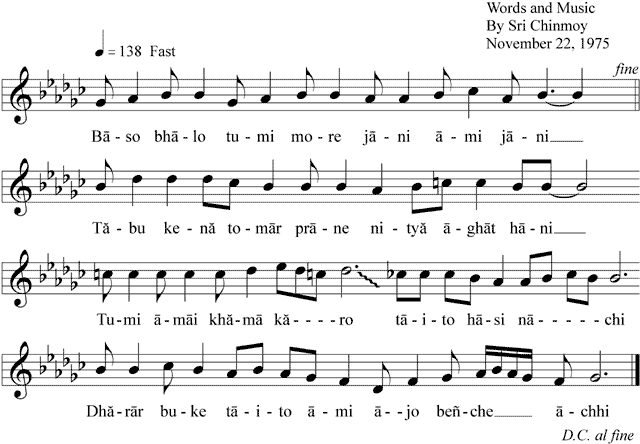 Words and Music
By Sri Chinmoy
November 22, 1975
= 138 Fast
fine
Bā - so bhā - lo tu - mi mo - re jā - ni ā - mi jā - ni
Tă - bu ke - nă to - mār prā - ne ni - tyă ā - ghāt hā - ni
Tu - mi ā - māi khă - mā kă - - - - ro tā - i - to hā - si nā - - - - - chi
Dhă - rār bu - ke tā - i - to ā - mi ā - jo beñ - che ā - chhi
D.C. al fine